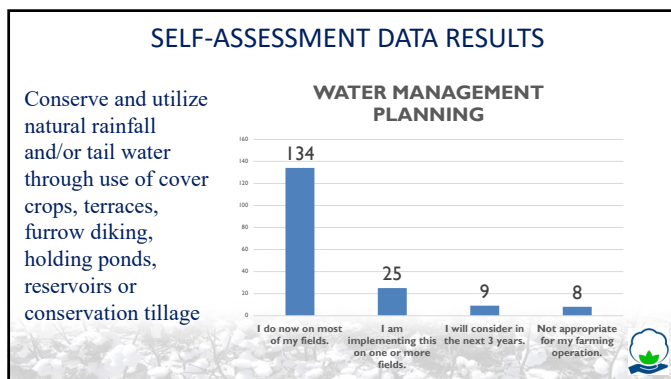 SELF-ASSESSMENT DATA RESULTS
Conserve and utilize
natural rainfall
and/or tail water
through use of cover
crops, terraces,
furrow diking,
holding ponds,
reservoirs or
conservation tillage
WATER MANAGEMENT
PLANNING
160
140
120
100
80
60
40
20
0
134
25
9
8
I do now on most
of my fields.
I am
implementing this
on one or more
fields.
I will consider in
the next 3 years.
Not appropriate
for my farming
operation.